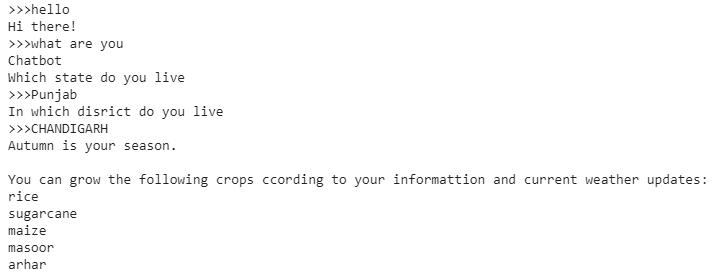 >>>hello
Hi there!
>>>what are you
Chatbot
Which state do you live
>>>Punjab
In which disrict do you live
>>>CHANDIGARH
Autumn is your season.
You can grow the following crops ccording to your informattion and current weather updates:
rice
sugarcane
maize
masoor
arhar